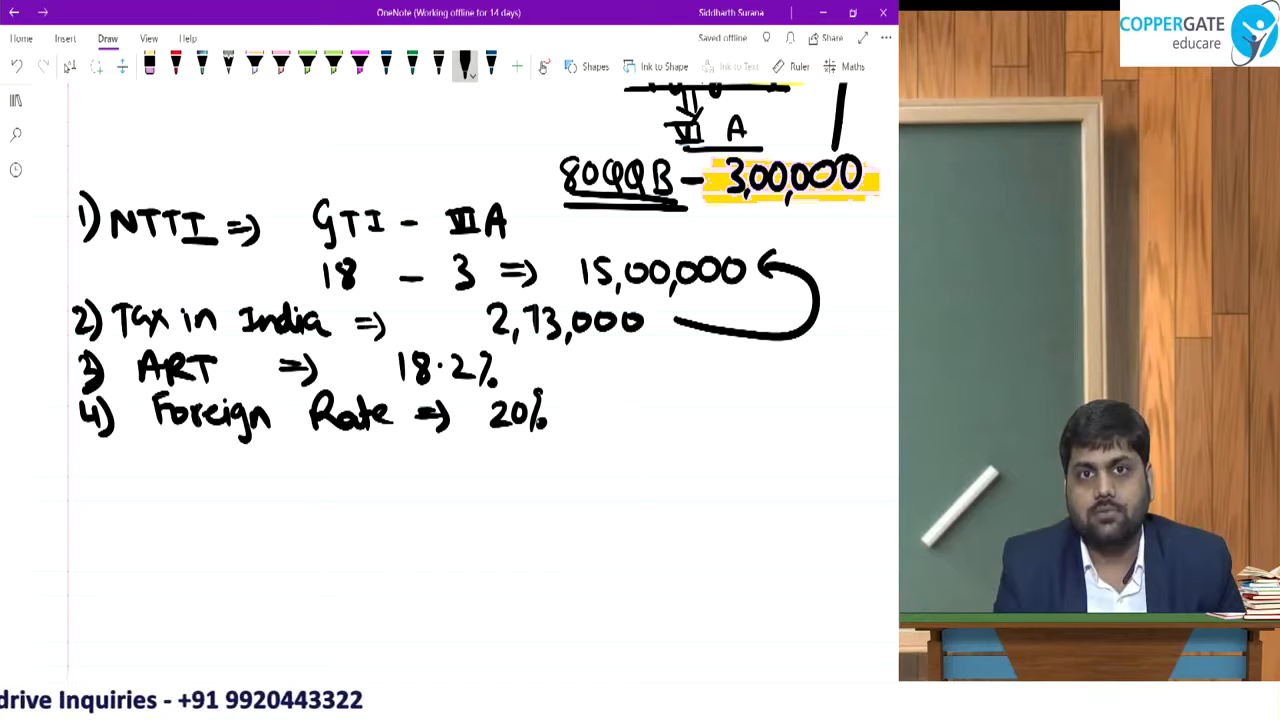 OneNote (Working offline for 14 days)
Siddharth Surana
COPPERGATE
educare
Home Insert Draw View Help
Saved offline Share
Shapes Ink to Shape Ink to Text Ruler Maths
VI A
80QQB - 3,00,000
1) NTTI => GTI - VIA
18 - 3 => 15,00,000
2) Tax in India => 2,73,000
3) ART => 18.2%
4) Foreign Rate => 20%
drive Inquiries - +91 9920443322